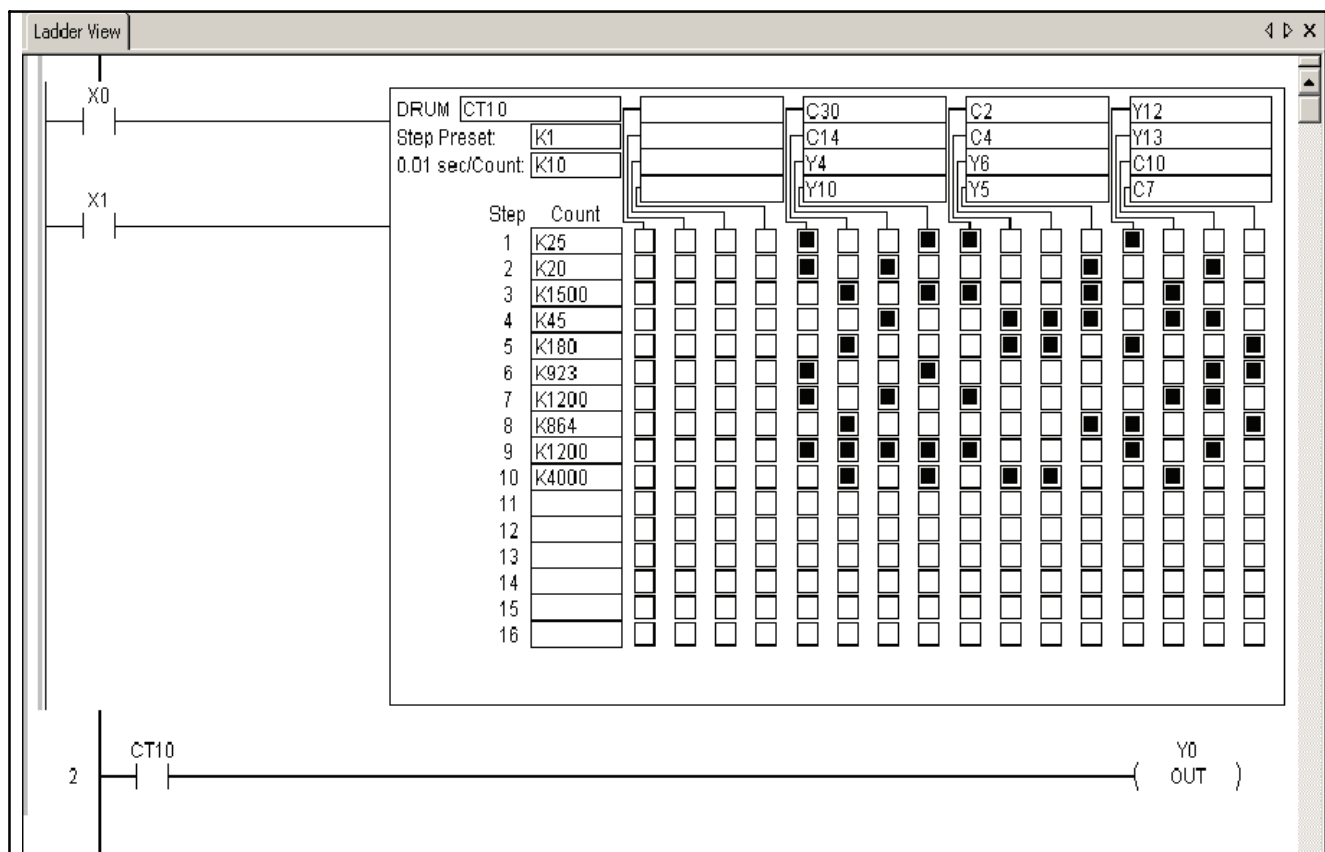 Ladder View
X0
DRUM CT10
C30
C2
Y12
Step Preset: K1
C14
C4
Y13
0.01 sec/Count: K10
Y4
Y6
C10
Y10
Y5
C7
X1
Step Count
1 K25
2 K20
3 K1500
4 K45
5 K180
6 K923
7 K1200
8 K864
9 K1200
10 K4000
11
12
13
14
15
16
CT10
Y0
2
( OUT )